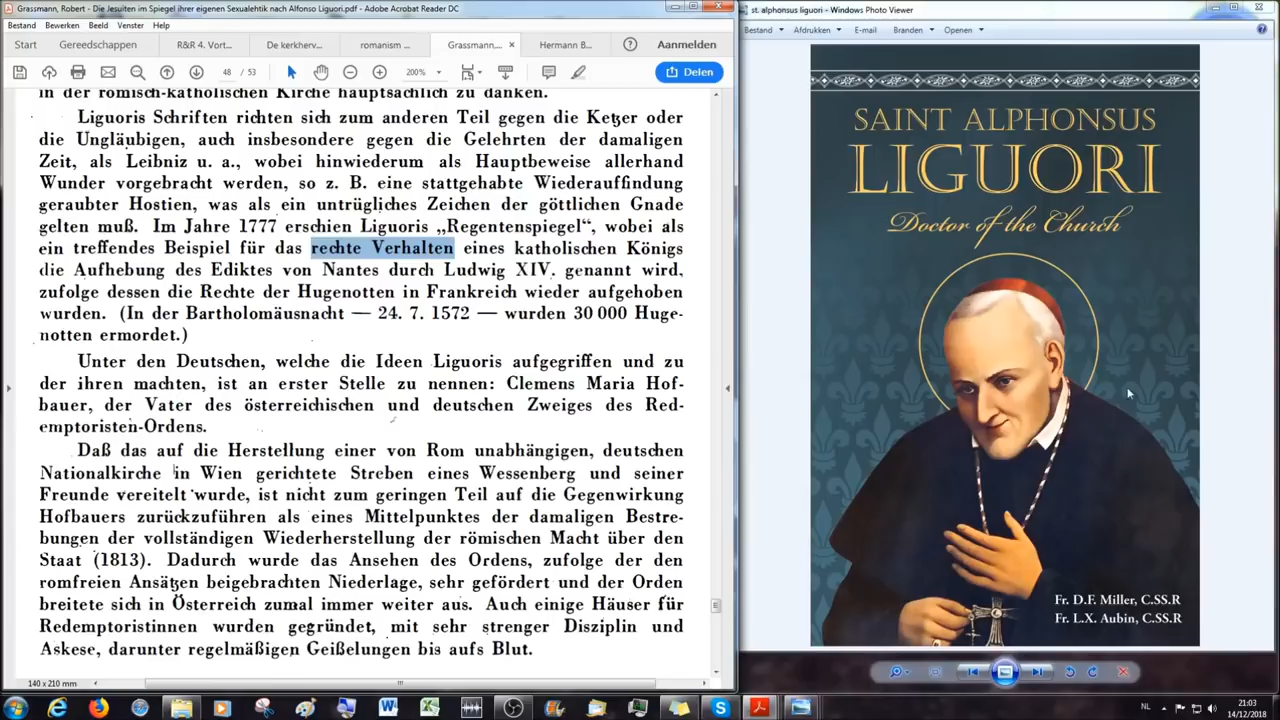 Grassmann, Robert - Die Jesuiten im Spiegel ihrer eigenen Sexualehtik nach Alfonso Liguori.pdf - Adobe Acrobat Reader DC
Bestand Bewerken Beeld Venster Help
Start Gereedschappen R&R 4. Vort... De kerkherv... romanism ... Grassmann,... Hermann B... Aanmelden
48 / 53 200% Delen
in der römisch-katholischen Kirche hauptsächlich zu danken.
Liguoris Schriften richten sich zum anderen Teil gegen die Ketzer oder
die Ungläubigen, auch insbesondere gegen die Gelehrten der damaligen
Zeit, als Leibniz u. a., wobei hinwiederum als Hauptbeweise allerhand
Wunder vorgebracht werden, so z. B. eine stattgehabte Wiederauffindung
geraubter Hostien, was als ein untrügliches Zeichen der göttlichen Gnade
gelten muß. Im Jahre 1777 erschien Liguoris „Regentenspiegel“, wobei als
ein treffendes Beispiel für das rechte Verhalten eines katholischen Königs
die Aufhebung des Ediktes von Nantes durch Ludwig XIV. genannt wird,
zufolge dessen die Rechte der Hugenotten in Frankreich wieder aufgehoben
wurden. (In der Bartholomäusnacht — 24. 7. 1572 — wurden 30 000 Huge-
notten ermordet.)
Unter den Deutschen, welche die Ideen Liguoris aufgegriffen und zu
der ihren machten, ist an erster Stelle zu nennen: Clemens Maria Hof-
bauer, der Vater des österreichischen und deutschen Zweiges des Red-
emptoristen-Ordens.
Daß das auf die Herstellung einer von Rom unabhängigen, deutschen
Nationalkirche in Wien gerichtete Streben eines Wessenberg und seiner
Freunde vereitelt wurde, ist nicht zum geringen Teil auf die Gegenwirkung
Hofbauers zurückzuführen als eines Mittelpunktes der damaligen Bestre-
bungen der vollständigen Wiederherstellung der römischen Macht über den
Staat (1813). Dadurch wurde das Ansehen des Ordens, zufolge der den
romfreien Ansätzen beigebrachten Niederlage, sehr gefördert und der Orden
breitete sich in Österreich zumal immer weiter aus. Auch einige Häuser für
Redemptoristinnen wurden gegründet, mit sehr strenger Disziplin und
Askese, darunter regelmäßigen Geißelungen bis aufs Blut.
140 x 210 mm
st. alphonsus liguori - Windows Photo Viewer
Bestand Afdrukken E-mail Branden Openen
SAINT ALPHONSUS
LIGUORI
Doctor of the Church
Fr. D.F. Miller, C.SS.R
Fr. L.X. Aubin, C.SS.R
NL 21:03
14/12/2018